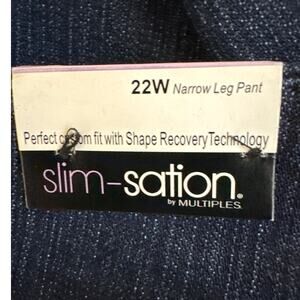 22W Narrow Leg Pant
Perfect custom fit with Shape Recovery Technology
slim-sation®
by MULTIPLES